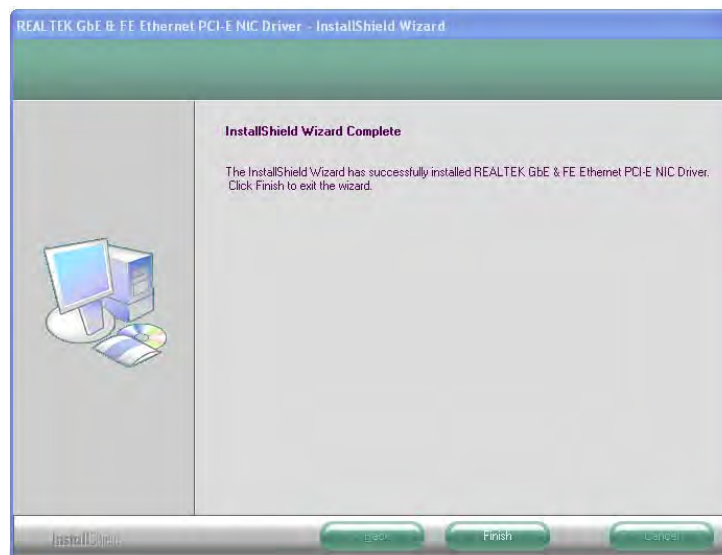 REALTEK GbE & FE Ethernet PCI-E NIC Driver - InstallShield Wizard
InstallShield Wizard Complete
The InstallShield Wizard has successfully installed REALTEK GbE & FE Ethernet PCI-E NIC Driver.
Click Finish to exit the wizard.
InstallShield
Back
Finish
Cancel